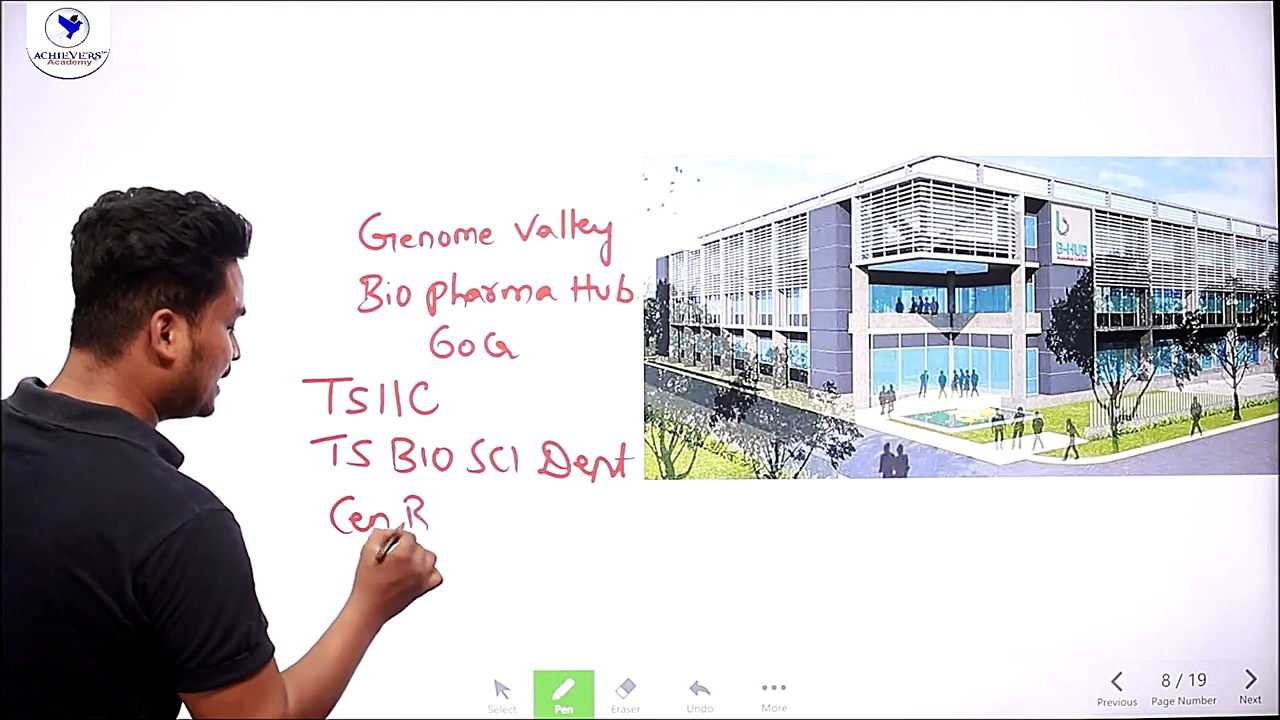 ACHIEVERS™
Academy
Genome Valley
Bio pharma Hub
GoG
TSIIC
TS BIO SCI Dept
Cen R
B-HUB
Select
Pen
Eraser
Undo
More
Previous
8 / 19
Page Number
Next